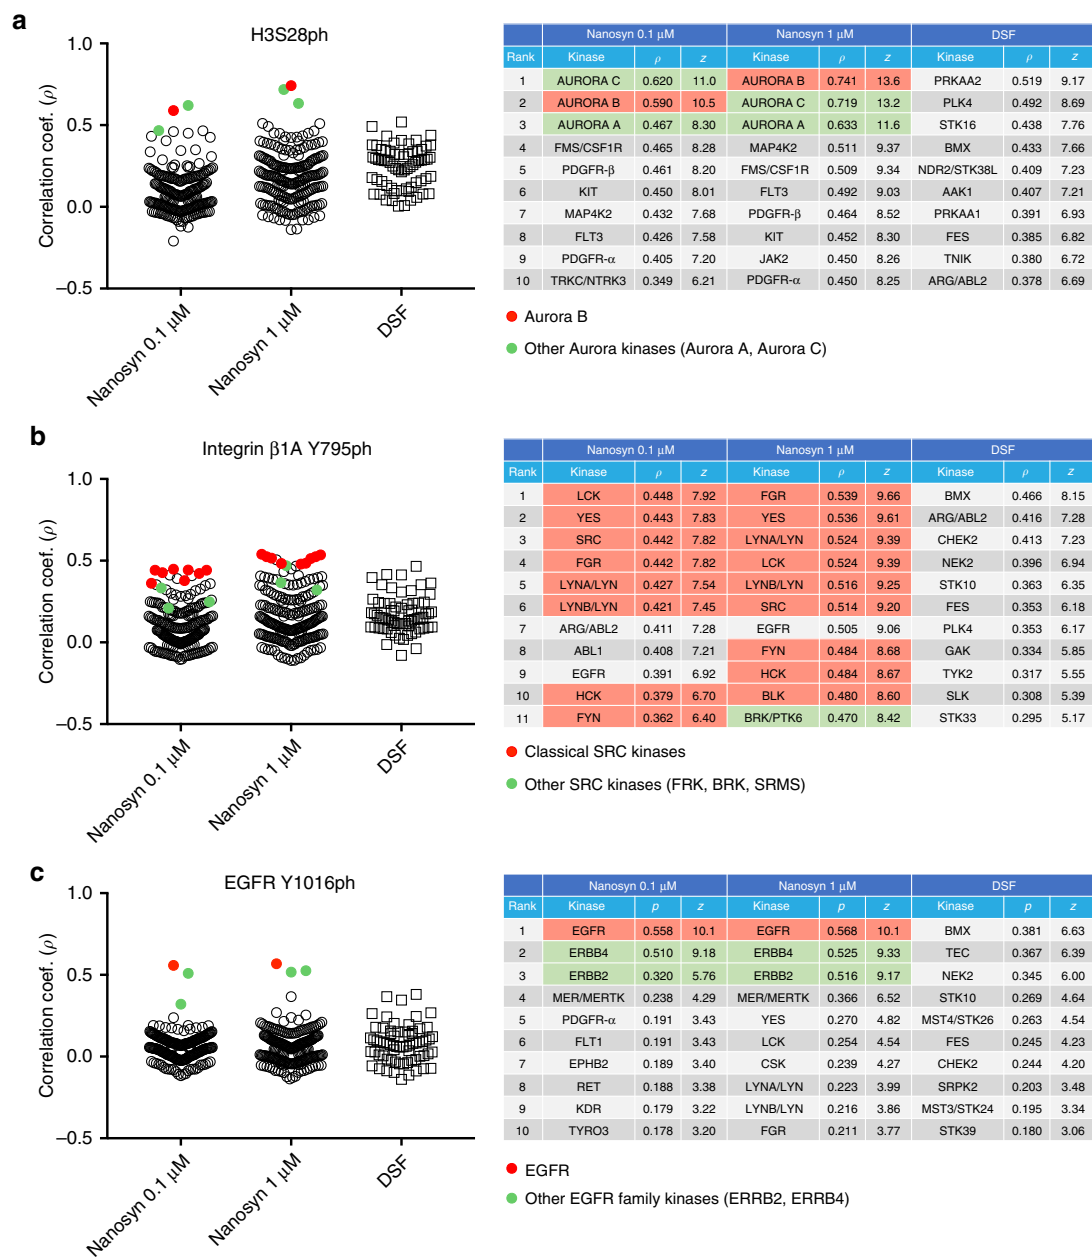 a
H3S28ph
Correlation coef. (ρ)
1.0
0.5
0.0
–0.5
Nanosyn 0.1 μM
Nanosyn 1 μM
DSF
Nanosyn 0.1 μM Nanosyn 1 μM DSF
Rank Kinase ρ z Kinase ρ z Kinase ρ z
1 AURORA C 0.620 11.0 AURORA B 0.741 13.6 PRKAA2 0.519 9.17
2 AURORA B 0.590 10.5 AURORA C 0.719 13.2 PLK4 0.492 8.69
3 AURORA A 0.467 8.30 AURORA A 0.633 11.6 STK16 0.438 7.76
4 FMS/CSF1R 0.465 8.28 MAP4K2 0.511 9.37 BMX 0.433 7.66
5 PDGFR-β 0.461 8.20 FMS/CSF1R 0.509 9.34 NDR2/STK38L 0.409 7.23
6 KIT 0.450 8.01 FLT3 0.492 9.03 AAK1 0.407 7.21
7 MAP4K2 0.432 7.68 PDGFR-β 0.464 8.52 PRKAA1 0.391 6.93
8 FLT3 0.426 7.58 KIT 0.452 8.30 FES 0.385 6.82
9 PDGFR-α 0.405 7.20 JAK2 0.450 8.26 TNIK 0.380 6.72
10 TRKC/NTRK3 0.349 6.21 PDGFR-α 0.450 8.25 ARG/ABL2 0.378 6.69
Aurora B
Other Aurora kinases (Aurora A, Aurora C)
b
Integrin β1A Y795ph
Correlation coef. (ρ)
1.0
0.5
0.0
–0.5
Nanosyn 0.1 μM
Nanosyn 1 μM
DSF
Nanosyn 0.1 μM Nanosyn 1 μM DSF
Rank Kinase ρ z Kinase ρ z Kinase ρ z
1 LCK 0.448 7.92 FGR 0.539 9.66 BMX 0.466 8.15
2 YES 0.443 7.83 YES 0.536 9.61 ARG/ABL2 0.416 7.28
3 SRC 0.442 7.82 LYNA/LYN 0.524 9.39 CHEK2 0.413 7.23
4 FGR 0.442 7.82 LCK 0.524 9.39 NEK2 0.396 6.94
5 LYNA/LYN 0.427 7.54 LYNB/LYN 0.516 9.25 STK10 0.363 6.35
6 LYNB/LYN 0.421 7.45 SRC 0.514 9.20 FES 0.353 6.18
7 ARG/ABL2 0.411 7.28 EGFR 0.505 9.06 PLK4 0.353 6.17
8 ABL1 0.408 7.21 FYN 0.484 8.68 GAK 0.334 5.85
9 EGFR 0.391 6.92 HCK 0.484 8.67 TYK2 0.317 5.55
10 HCK 0.379 6.70 BLK 0.480 8.60 SLK 0.308 5.39
11 FYN 0.362 6.40 BRK/PTK6 0.470 8.42 STK33 0.295 5.17
Classical SRC kinases
Other SRC kinases (FRK, BRK, SRMS)
c
EGFR Y1016ph
Correlation coef. (ρ)
1.0
0.5
0.0
–0.5
Nanosyn 0.1 μM
Nanosyn 1 μM
DSF
Nanosyn 0.1 μM Nanosyn 1 μM DSF
Rank Kinase p z Kinase p z Kinase p z
1 EGFR 0.558 10.1 EGFR 0.568 10.1 BMX 0.381 6.63
2 ERBB4 0.510 9.18 ERBB4 0.525 9.33 TEC 0.367 6.39
3 ERBB2 0.320 5.76 ERBB2 0.516 9.17 NEK2 0.345 6.00
4 MER/MERTK 0.238 4.29 MER/MERTK 0.366 6.52 STK10 0.269 4.64
5 PDGFR-α 0.191 3.43 YES 0.270 4.82 MST4/STK26 0.263 4.54
6 FLT1 0.191 3.43 LCK 0.254 4.54 FES 0.245 4.23
7 EPHB2 0.189 3.40 CSK 0.239 4.27 CHEK2 0.244 4.20
8 RET 0.188 3.38 LYNA/LYN 0.223 3.99 SRPK2 0.203 3.48
9 KDR 0.179 3.22 LYNB/LYN 0.216 3.86 MST3/STK24 0.195 3.34
10 TYRO3 0.178 3.20 FGR 0.211 3.77 STK39 0.180 3.06
EGFR
Other EGFR family kinases (ERRB2, ERRB4)